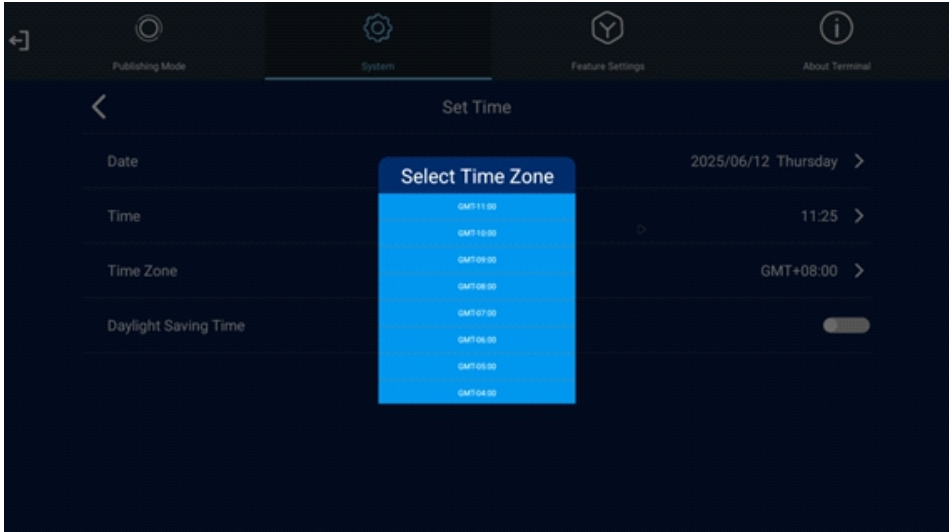 Publishing Mode
System
Feature Settings
About Terminal
Set Time
Date
2025/06/12 Thursday
Select Time Zone
Time
11:25
Time Zone
GMT+08:00
Daylight Saving Time
GMT-11:00
GMT-10:00
GMT-09:00
GMT-08:00
GMT-07:00
GMT-06:00
GMT-05:00
GMT-04:00